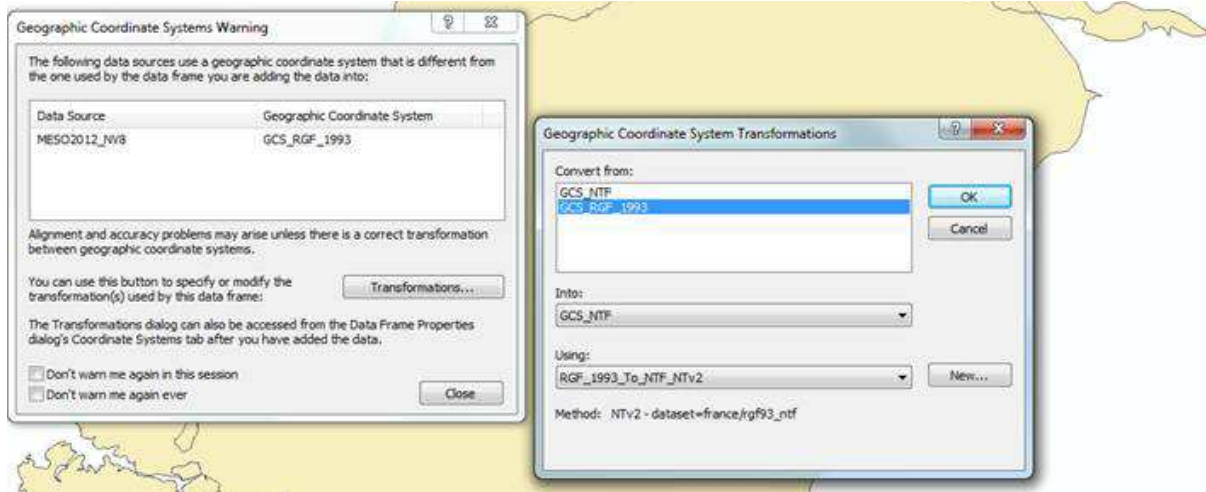 Geographic Coordinate Systems Warning
The following data sources use a geographic coordinate system that is different from
the one used by the data frame you are adding the data into:
Data Source Geographic Coordinate System
MESO2012_NV8 GCS_RGF_1993
Alignment and accuracy problems may arise unless there is a correct transformation
between geographic coordinate systems.
You can use this button to specify or modify the
transformation(s) used by this data frame:
Transformations...
The Transformations dialog can also be accessed from the Data Frame Properties
dialog's Coordinate Systems tab after you have added the data.
Don't warn me again in this session
Don't warn me again ever
Close
Geographic Coordinate System Transformations
Convert from:
GCS_NTF
GCS_RGF_1993
OK
Cancel
Into:
GCS_NTF
Using:
RGF_1993_To_NTF_NTv2
New...
Method: NTv2 - dataset=france/rgf93_ntf